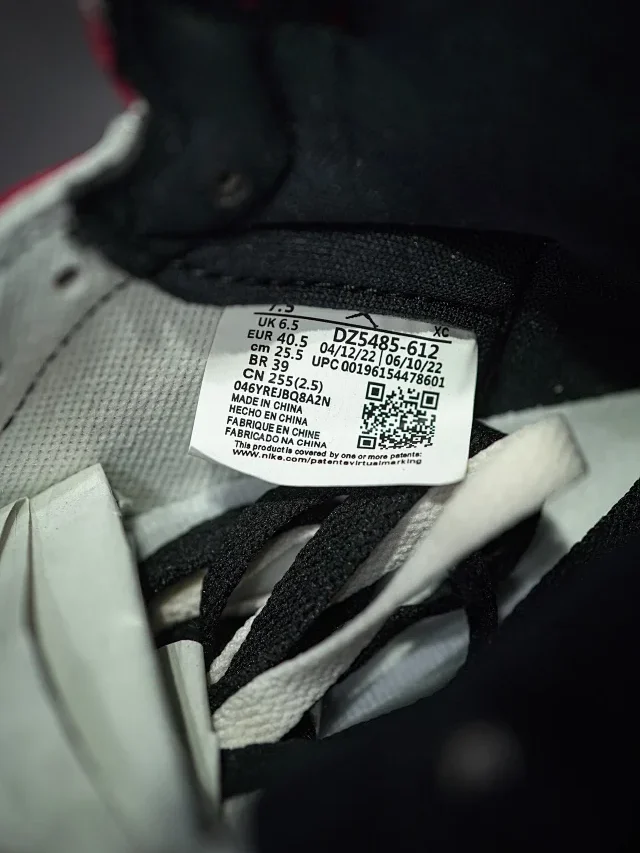 7.5 XC
UK 6.5 DZ5485-612
EUR 40.5 04/12/22 06/10/22
cm 25.5 UPC 00196154478601
BR 39
CN 255(2.5)
046YREJBQ8A2N
MADE IN CHINA
HECHO EN CHINA
FABRIQUE EN CHINE
FABRICADO NA CHINA
This product is covered by one or more patents:
www.nike.com/patentsvirtualmarking